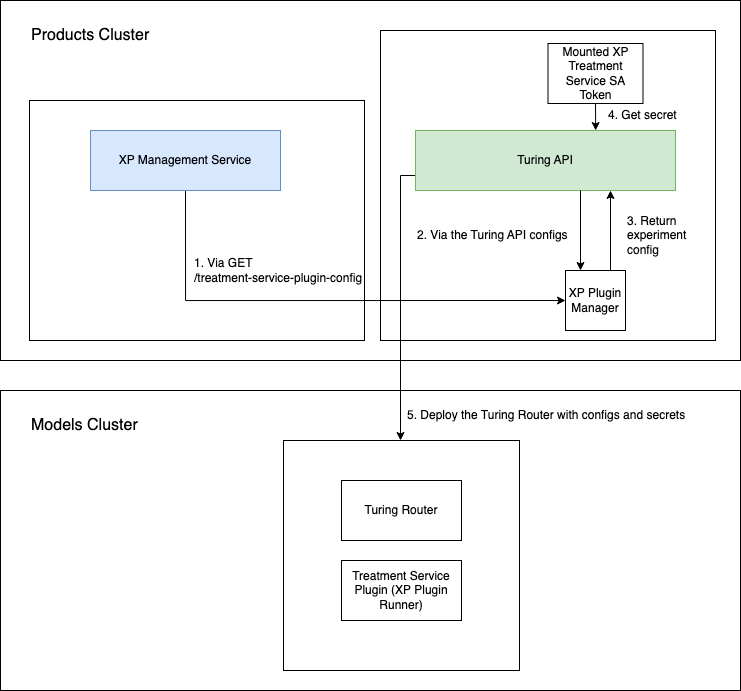 Products Cluster
Mounted XP
Treatment
Service SA
Token
4. Get secret
XP Management Service
Turing API
2. Via the Turing API configs
3. Return
experiment
config
1. Via GET
/treatment-service-plugin-config
XP Plugin
Manager
5. Deploy the Turing Router with configs and secrets
Models Cluster
Turing Router
Treatment Service
Plugin (XP Plugin
Runner)